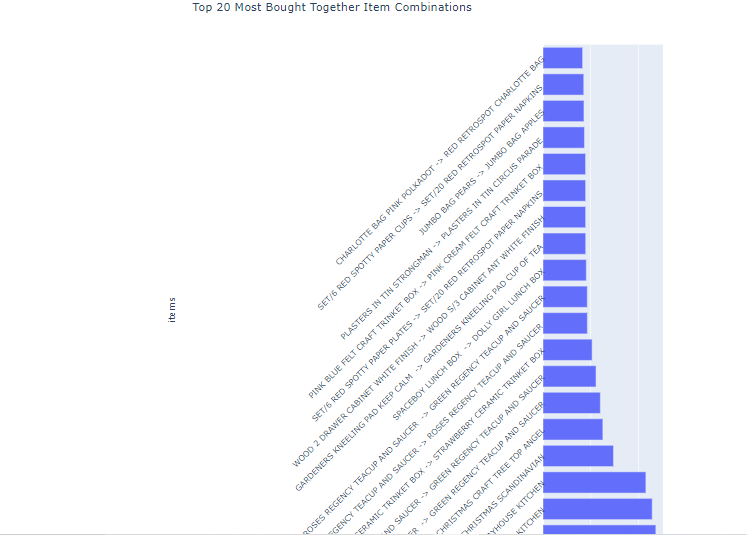 Top 20 Most Bought Together Item Combinations
CHARLOTTE BAG PINK POLKADOT -> RED RETROSPOT CHARLOTTE BAG
SET/6 RED SPOTTY PAPER CUPS -> SET/20 RED RETROSPOT PAPER NAPKINS
JUMBO BAG PEARS -> JUMBO BAG APPLES
PLASTERS IN TIN STRONGMAN -> PLASTERS IN TIN CIRCUS PARADE
PINK BLUE FELT CRAFT TRINKET BOX -> PINK CREAM FELT CRAFT TRINKET BOX
SET/6 RED SPOTTY PAPER PLATES -> SET/20 RED RETROSPOT PAPER NAPKINS
WOOD 2 DRAWER CABINET WHITE FINISH -> WOOD S/3 CABINET ANT WHITE FINISH
GARDENERS KNEELING PAD KEEP CALM -> GARDENERS KNEELING PAD CUP OF TEA
SPACEBOY LUNCH BOX -> DOLLY GIRL LUNCH BOX
ROSES REGENCY TEACUP AND SAUCER -> GREEN REGENCY TEACUP AND SAUCER
TEACUP AND SAUCER -> ROSES REGENCY TEACUP AND SAUCER
TRINKET BOX -> STRAWBERRY CERAMIC TRINKET BOX
SAUCER -> GREEN REGENCY TEACUP AND SAUCER
-> GREEN REGENCY TEACUP AND SAUCER
CHRISTMAS CRAFT TREE TOP ANGEL
CHRISTMAS SCANDINAVIAN
KITCHEN
KITCHEN
items